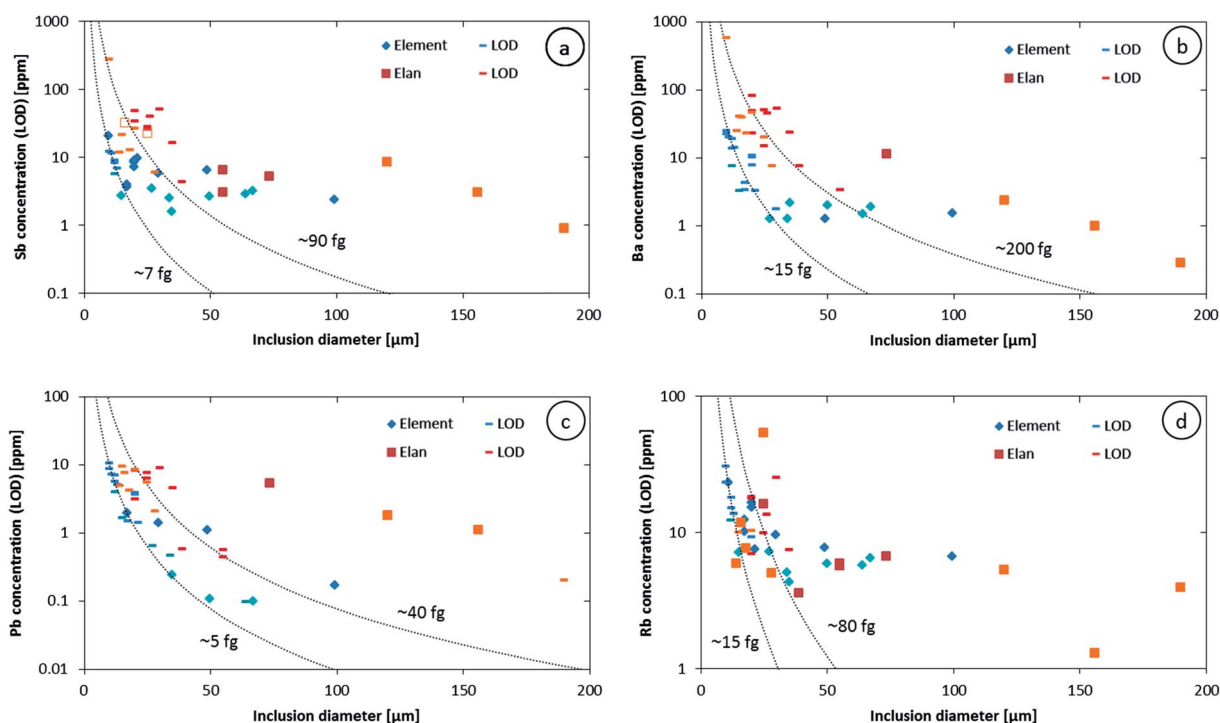 1000
100
10
1
0.1
Sb concentration (LOD) [ppm]
Element
LOD
Elan
LOD
a
~90 fg
~7 fg
0 50 100 150 200
Inclusion diameter [µm]
1000
100
10
1
0.1
Ba concentration (LOD) [ppm]
Element
LOD
Elan
LOD
b
~200 fg
~15 fg
0 50 100 150 200
Inclusion diameter [µm]
100
10
1
0.1
0.01
Pb concentration (LOD) [ppm]
Element
LOD
Elan
LOD
c
~40 fg
~5 fg
0 50 100 150 200
Inclusion diameter [µm]
100
10
1
Rb concentration (LOD) [ppm]
Element
LOD
Elan
LOD
d
~15 fg
~80 fg
0 50 100 150 200
Inclusion diameter [µm]